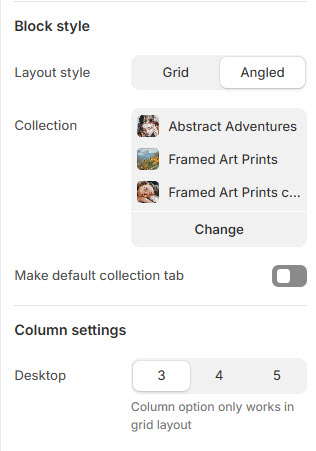 Block style
Layout style
Grid
Angled
Collection
Abstract Adventures
Framed Art Prints
Framed Art Prints c...
Change
Make default collection tab
Column settings
Desktop
3
4
5
Column option only works in
grid layout